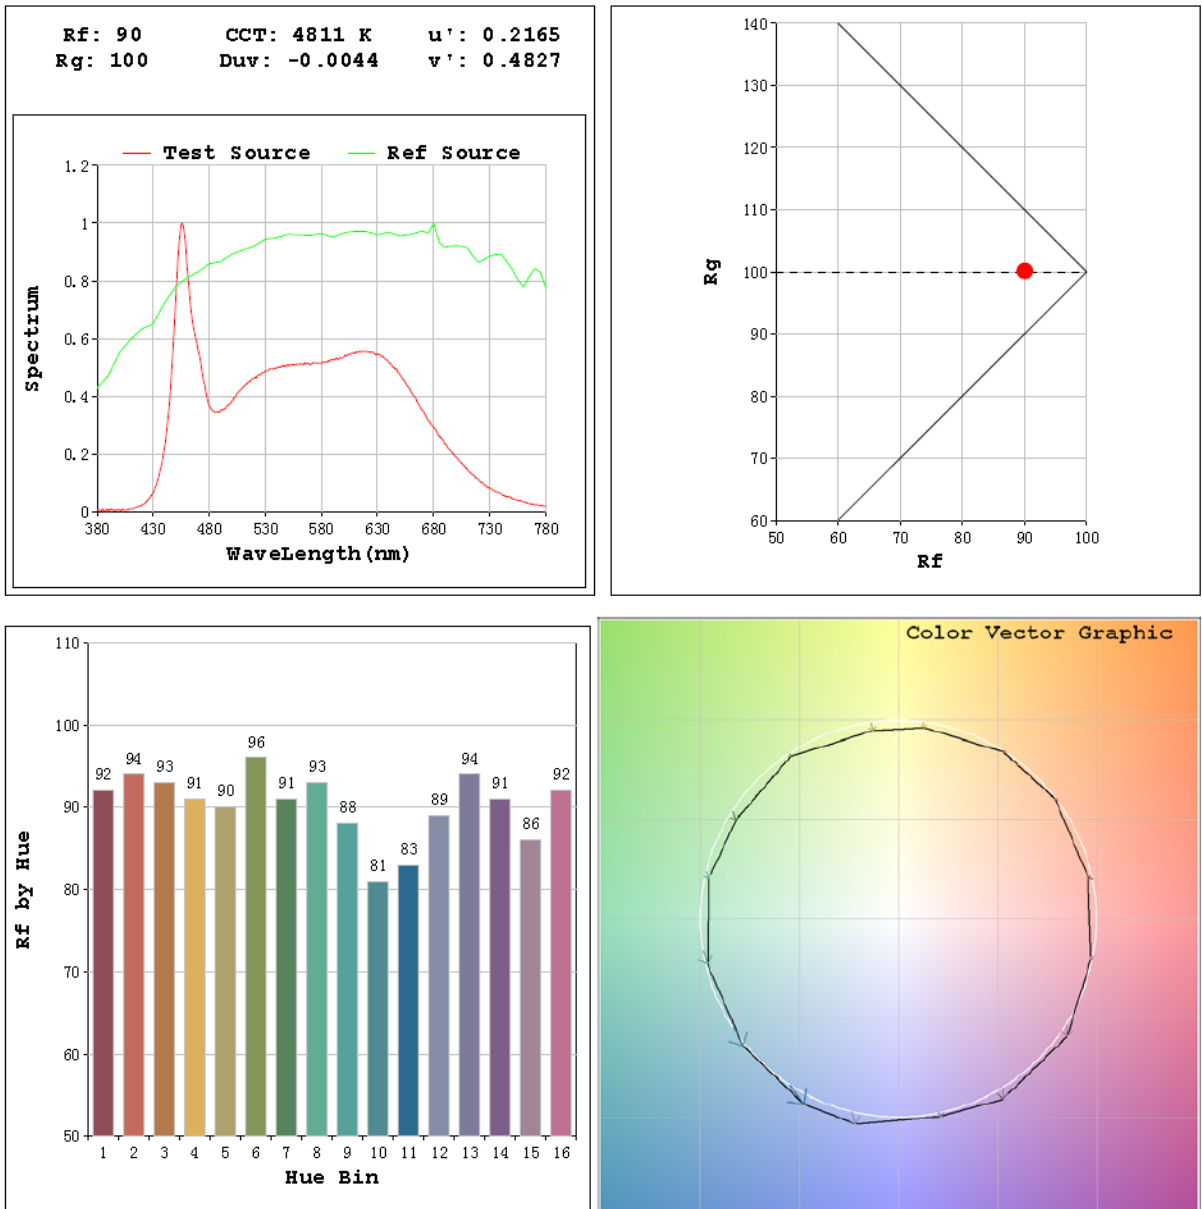 Rf: 90 CCT: 4811 K u': 0.2165
Rg: 100 Duv: -0.0044 v': 0.4827
Test Source Ref Source
1.2
1
0.8
0.6
0.4
0.2
0
Spectrum
380 430 480 530 580 630 680 730 780
WaveLength(nm)
140
130
120
110
100
90
80
70
60
Rg
50 60 70 80 90 100
Rf
110
100
90
80
70
60
50
Rf by Hue
92 94 93 91 90 96 91 93 88 81 83 89 94 91 86 92
1 2 3 4 5 6 7 8 9 10 11 12 13 14 15 16
Hue Bin
Color Vector Graphic